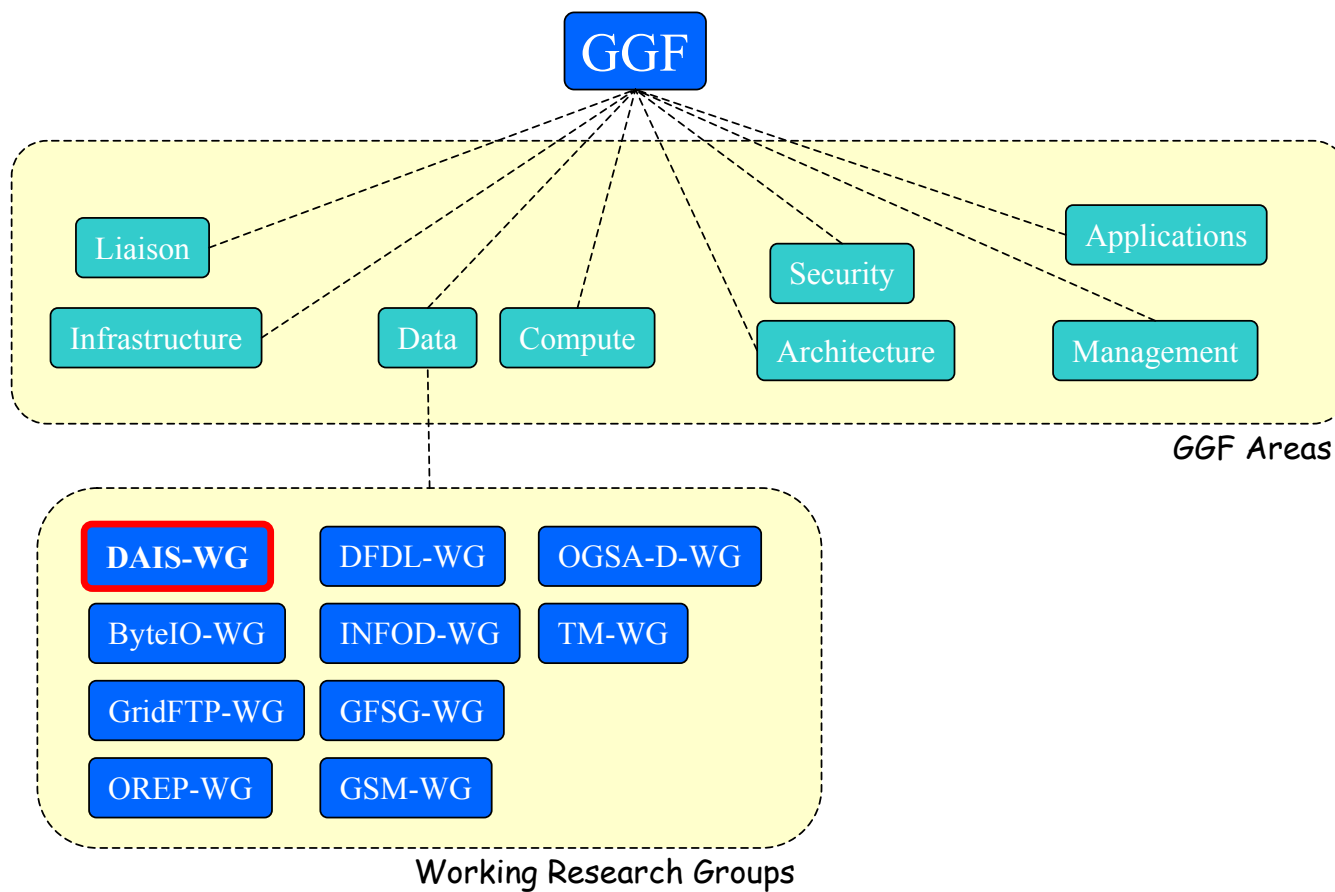 GGF
Liaison
Applications
Security
Infrastructure
Data
Compute
Architecture
Management
GGF Areas
DAIS-WG
DFDL-WG
OGSA-D-WG
ByteIO-WG
INFOD-WG
TM-WG
GridFTP-WG
GFSG-WG
OREP-WG
GSM-WG
Working Research Groups